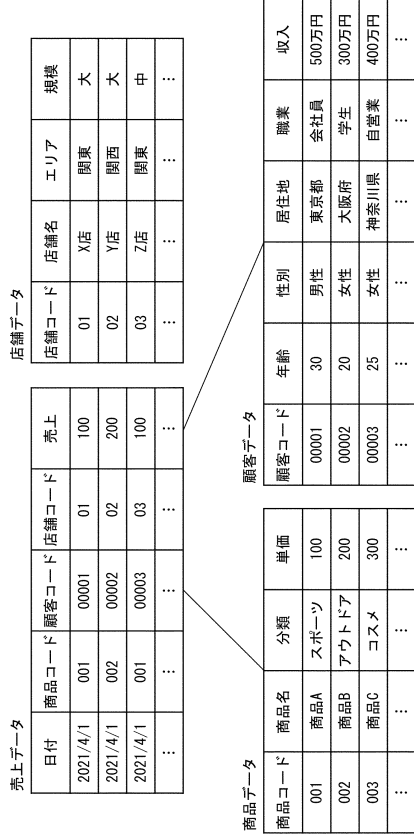 売上データ
日付 商品コード 顧客コード 店舗コード 売上
2021/4/1 001 00001 01 100
2021/4/1 002 00002 02 200
2021/4/1 001 00003 03 100
⋮ ⋮ ⋮ ⋮ ⋮
店舗データ
店舗コード 店舗名 エリア 規模
01 X店 関東 大
02 Y店 関西 大
03 Z店 関東 中
⋮ ⋮ ⋮ ⋮
商品データ
商品コード 商品名 分類 単価
001 商品A スポーツ 100
002 商品B アウトドア 200
003 商品C コスメ 300
⋮ ⋮ ⋮ ⋮
顧客データ
顧客コード 年齢 性別 居住地 職業 収入
00001 30 男性 東京都 会社員 500万円
00002 20 女性 大阪府 学生 300万円
00003 25 女性 神奈川県 自営業 400万円
⋮ ⋮ ⋮ ⋮ ⋮ ⋮